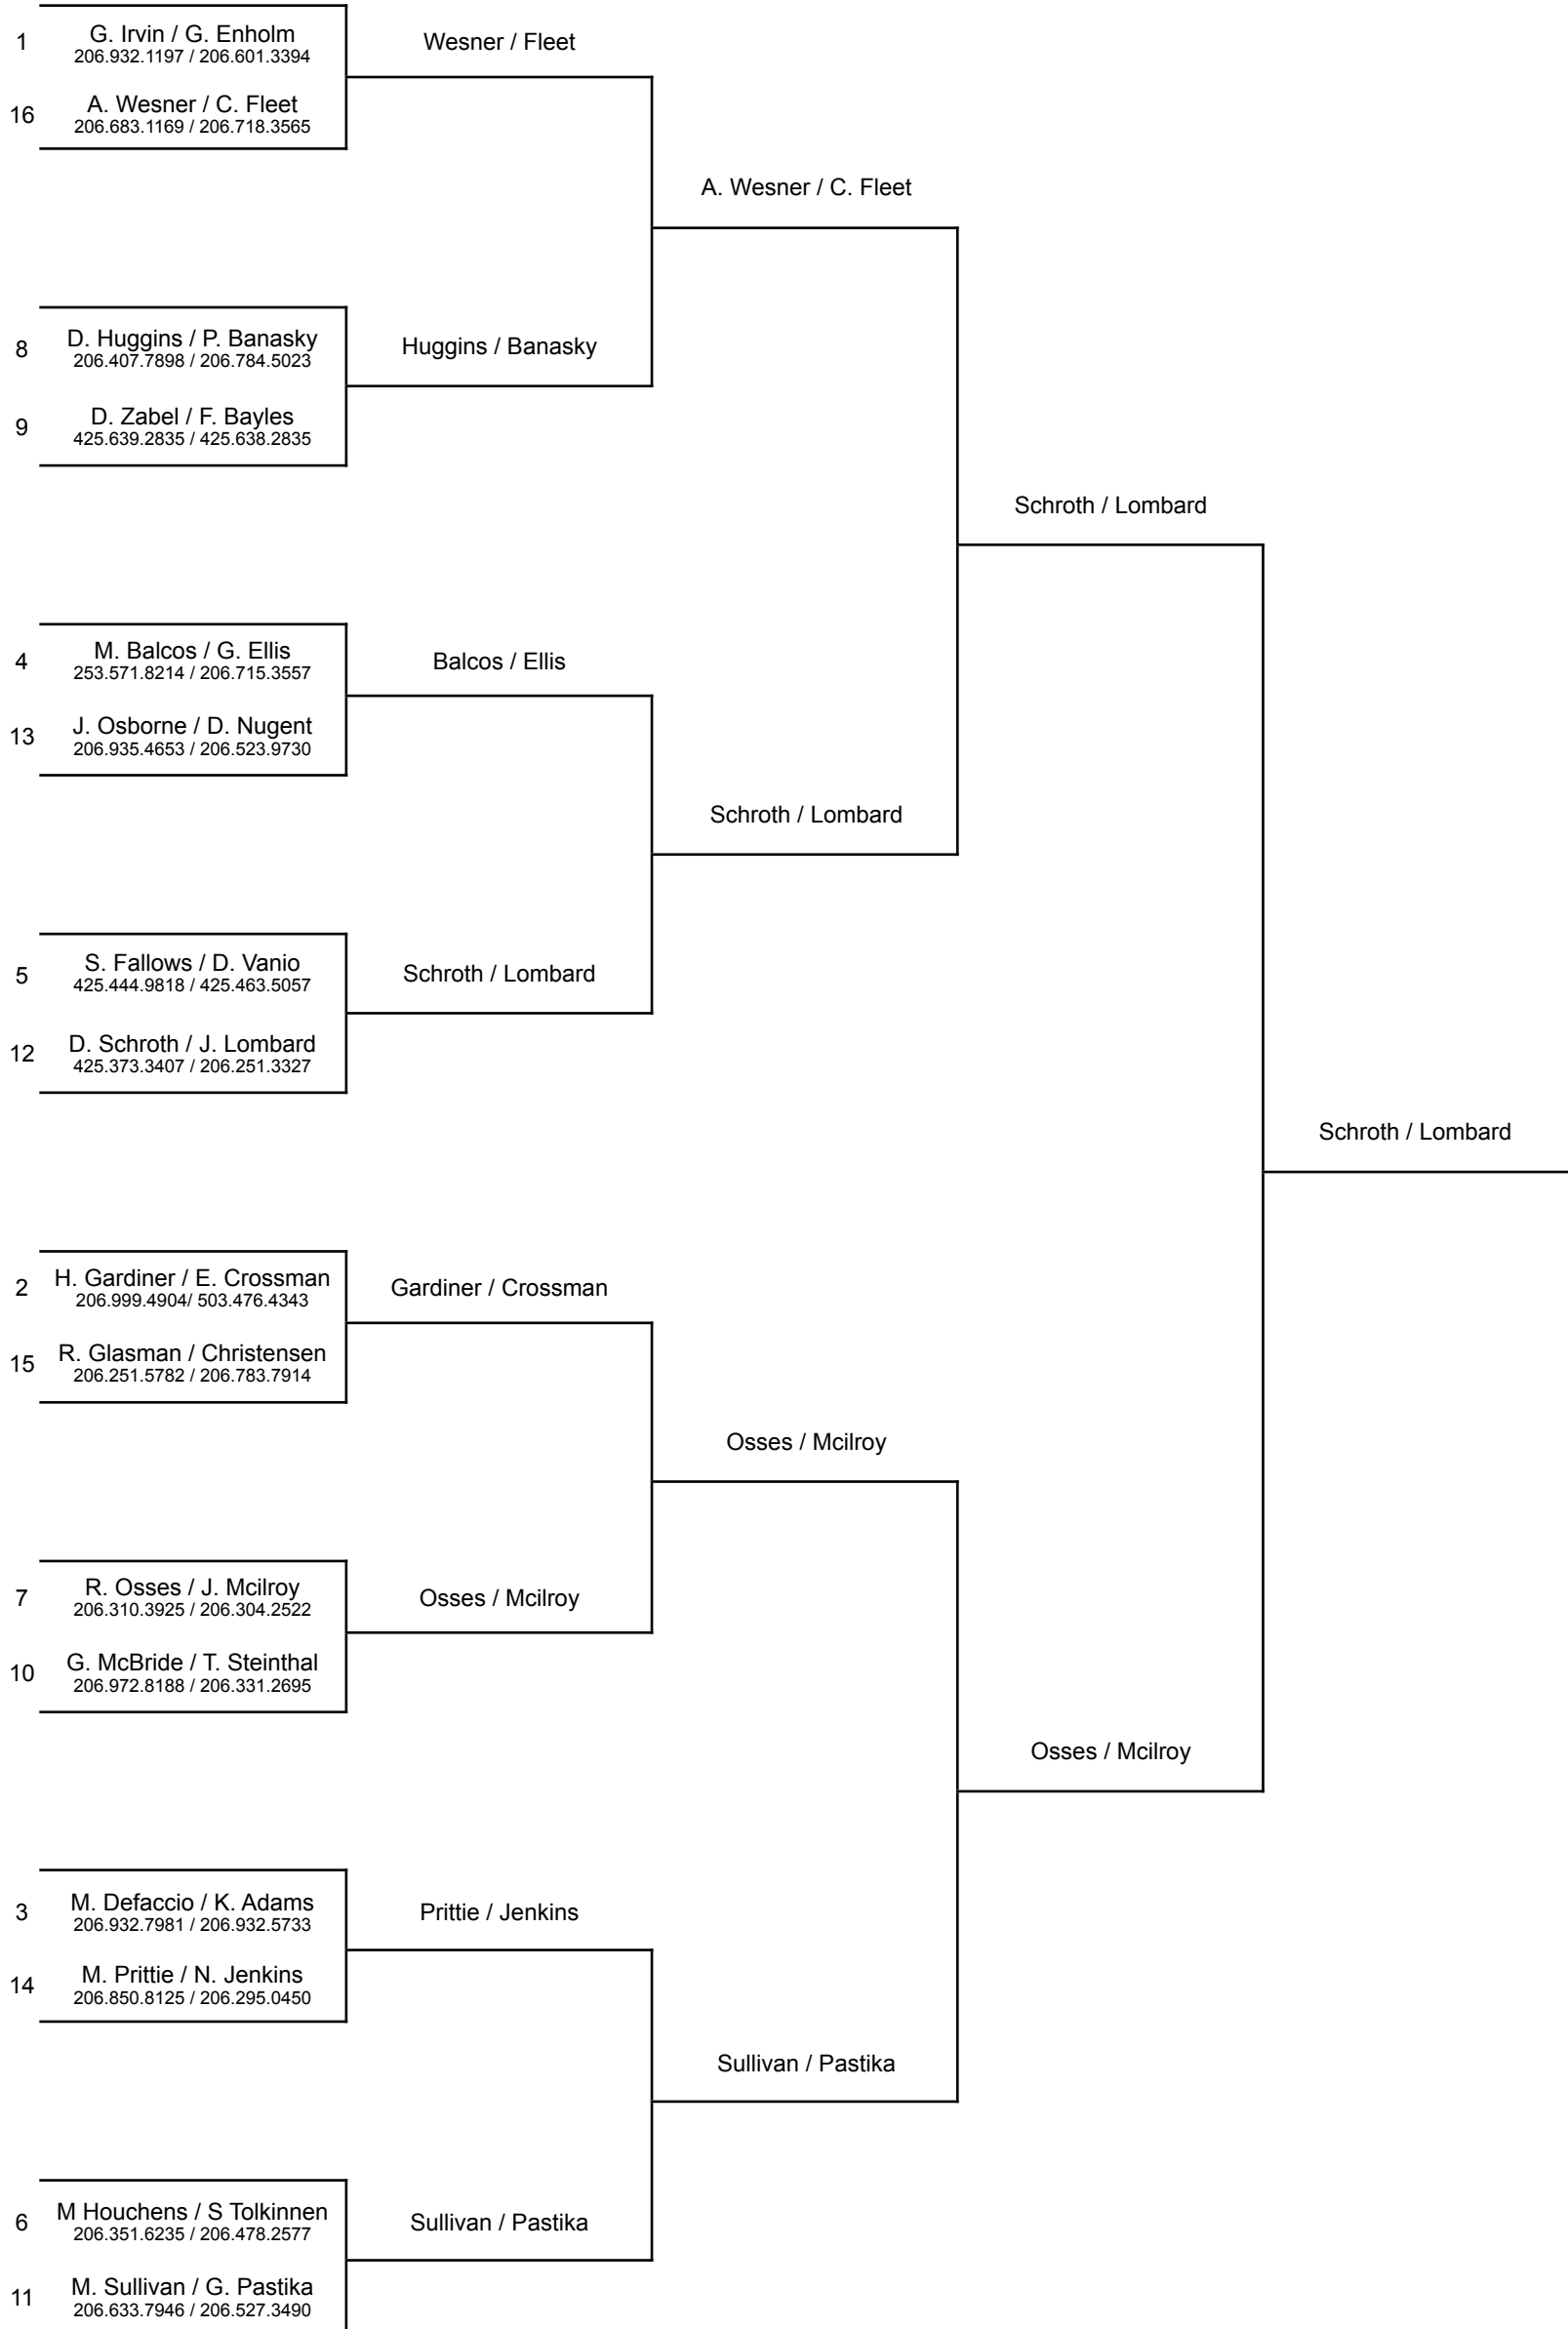 1
G. Irvin / G. Enholm
206.932.1197 / 206.601.3394
Wesner / Fleet
16
A. Wesner / C. Fleet
206.683.1169 / 206.718.3565
A. Wesner / C. Fleet
8
D. Huggins / P. Banasky
206.407.7898 / 206.784.5023
Huggins / Banasky
9
D. Zabel / F. Bayles
425.639.2835 / 425.638.2835
Schroth / Lombard
4
M. Balcos / G. Ellis
253.571.8214 / 206.715.3557
Balcos / Ellis
13
J. Osborne / D. Nugent
206.935.4653 / 206.523.9730
Schroth / Lombard
5
S. Fallows / D. Vanio
425.444.9818 / 425.463.5057
Schroth / Lombard
12
D. Schroth / J. Lombard
425.373.3407 / 206.251.3327
Schroth / Lombard
2
H. Gardiner / E. Crossman
206.999.4904/ 503.476.4343
Gardiner / Crossman
15
R. Glasman / Christensen
206.251.5782 / 206.783.7914
Osses / Mcilroy
7
R. Osses / J. Mcilroy
206.310.3925 / 206.304.2522
Osses / Mcilroy
10
G. McBride / T. Steinthal
206.972.8188 / 206.331.2695
Osses / Mcilroy
3
M. Defaccio / K. Adams
206.932.7981 / 206.932.5733
Prittie / Jenkins
14
M. Prittie / N. Jenkins
206.850.8125 / 206.295.0450
Sullivan / Pastika
6
M Houchens / S Tolkinnen
206.351.6235 / 206.478.2577
Sullivan / Pastika
11
M. Sullivan / G. Pastika
206.633.7946 / 206.527.3490